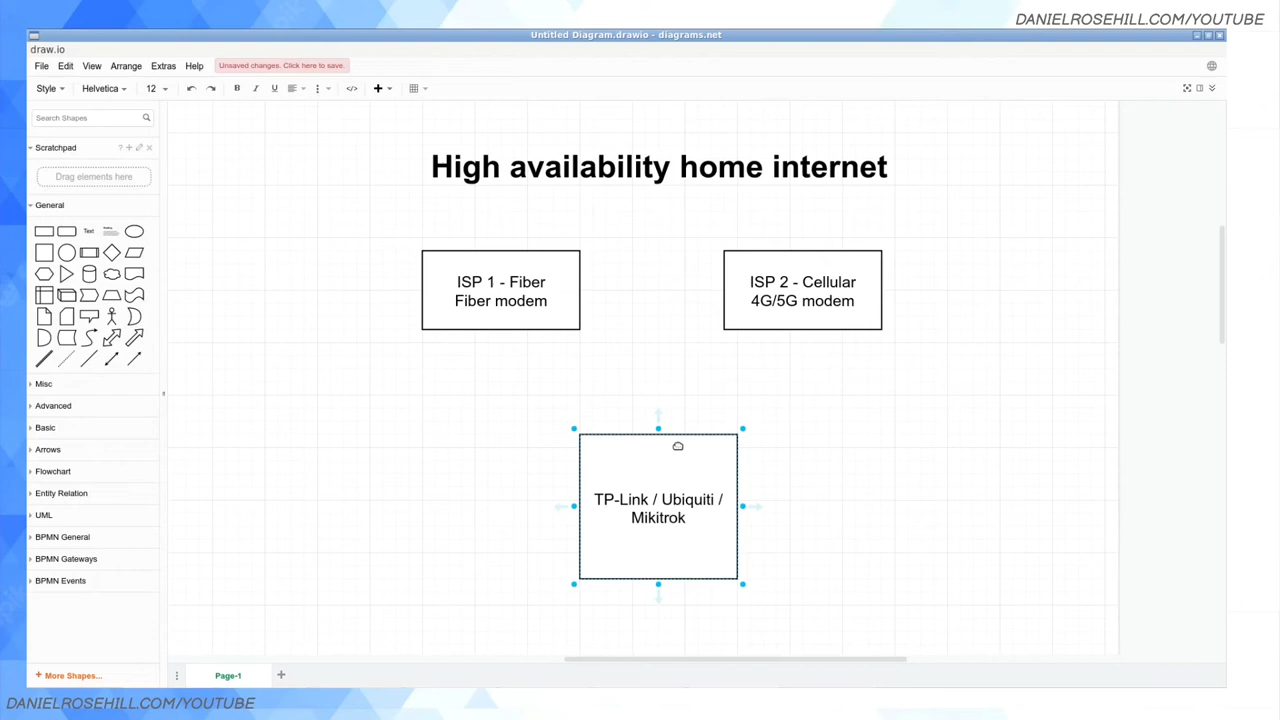 DANIELROSEHILL.COM/YOUTUBE
Untitled Diagram.drawio - diagrams.net
draw.io
File Edit View Arrange Extras Help Unsaved changes. Click here to save.
Style Helvetica 12 B I U
Search Shapes
Scratchpad ?
Drag elements here
General
Text
Heading
Misc
Advanced
Basic
Arrows
Flowchart
Entity Relation
UML
BPMN General
BPMN Gateways
BPMN Events
+ More Shapes...
High availability home internet
ISP 1 - Fiber
Fiber modem
ISP 2 - Cellular
4G/5G modem
TP-Link / Ubiquiti /
Mikitrok
Page-1
DANIELROSEHILL.COM/YOUTUBE